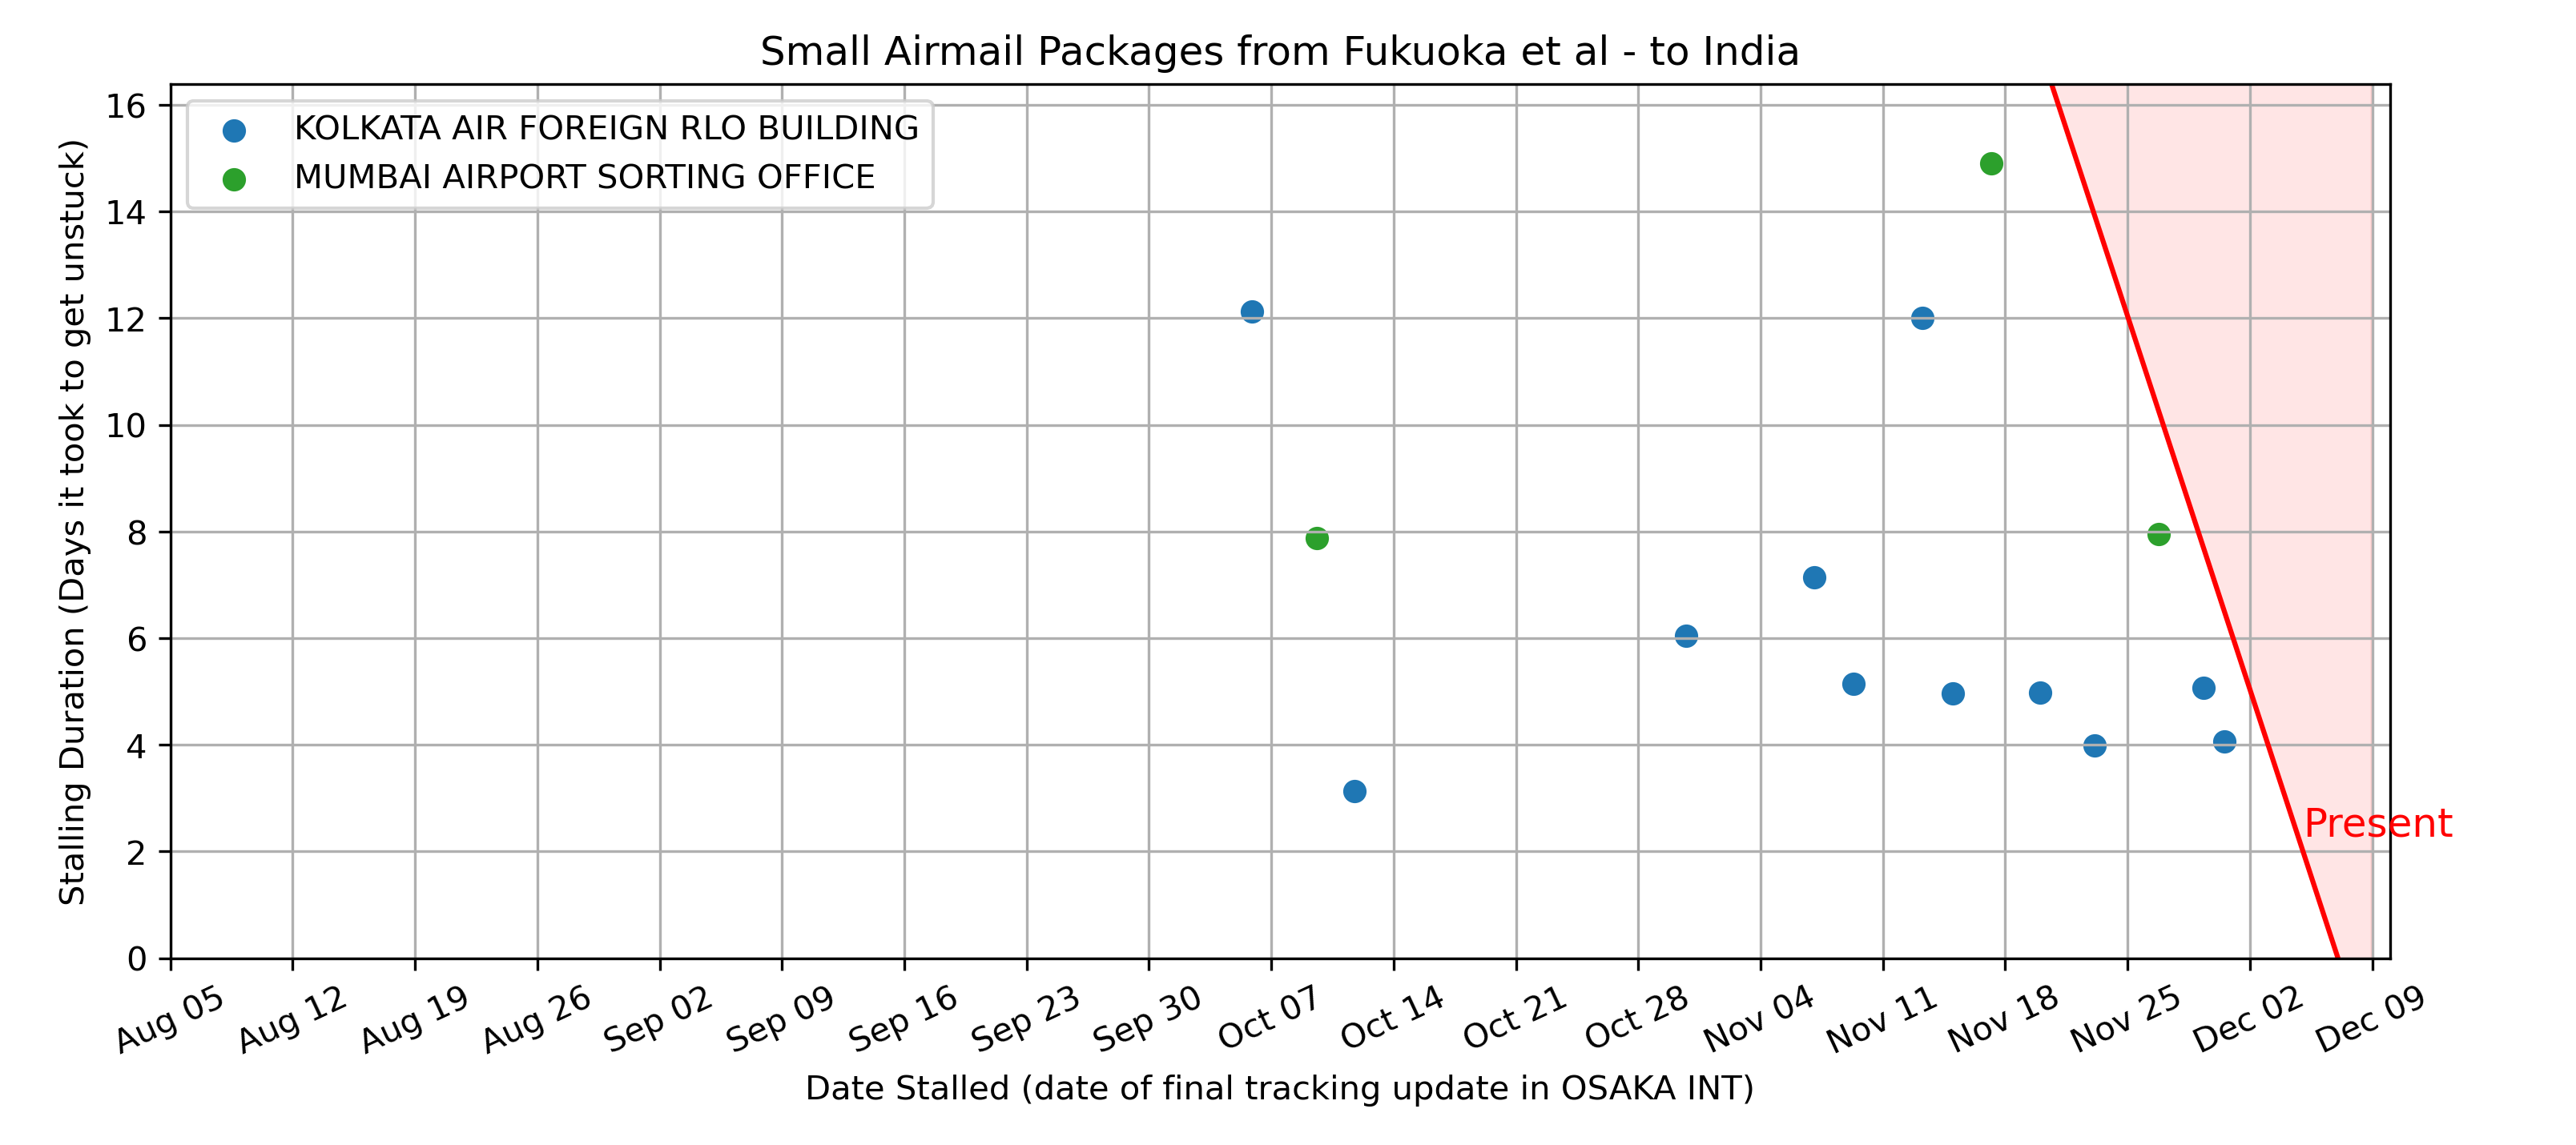 Small Airmail Packages from Fukuoka et al - to India
KOLKATA AIR FOREIGN RLO BUILDING
MUMBAI AIRPORT SORTING OFFICE
Stalling Duration (Days it took to get unstuck)
16
14
12
10
8
6
4
2
0
Present
Aug 05
Aug 12
Aug 19
Aug 26
Sep 02
Sep 09
Sep 16
Sep 23
Sep 30
Oct 07
Oct 14
Oct 21
Oct 28
Nov 04
Nov 11
Nov 18
Nov 25
Dec 02
Dec 09
Date Stalled (date of final tracking update in OSAKA INT)